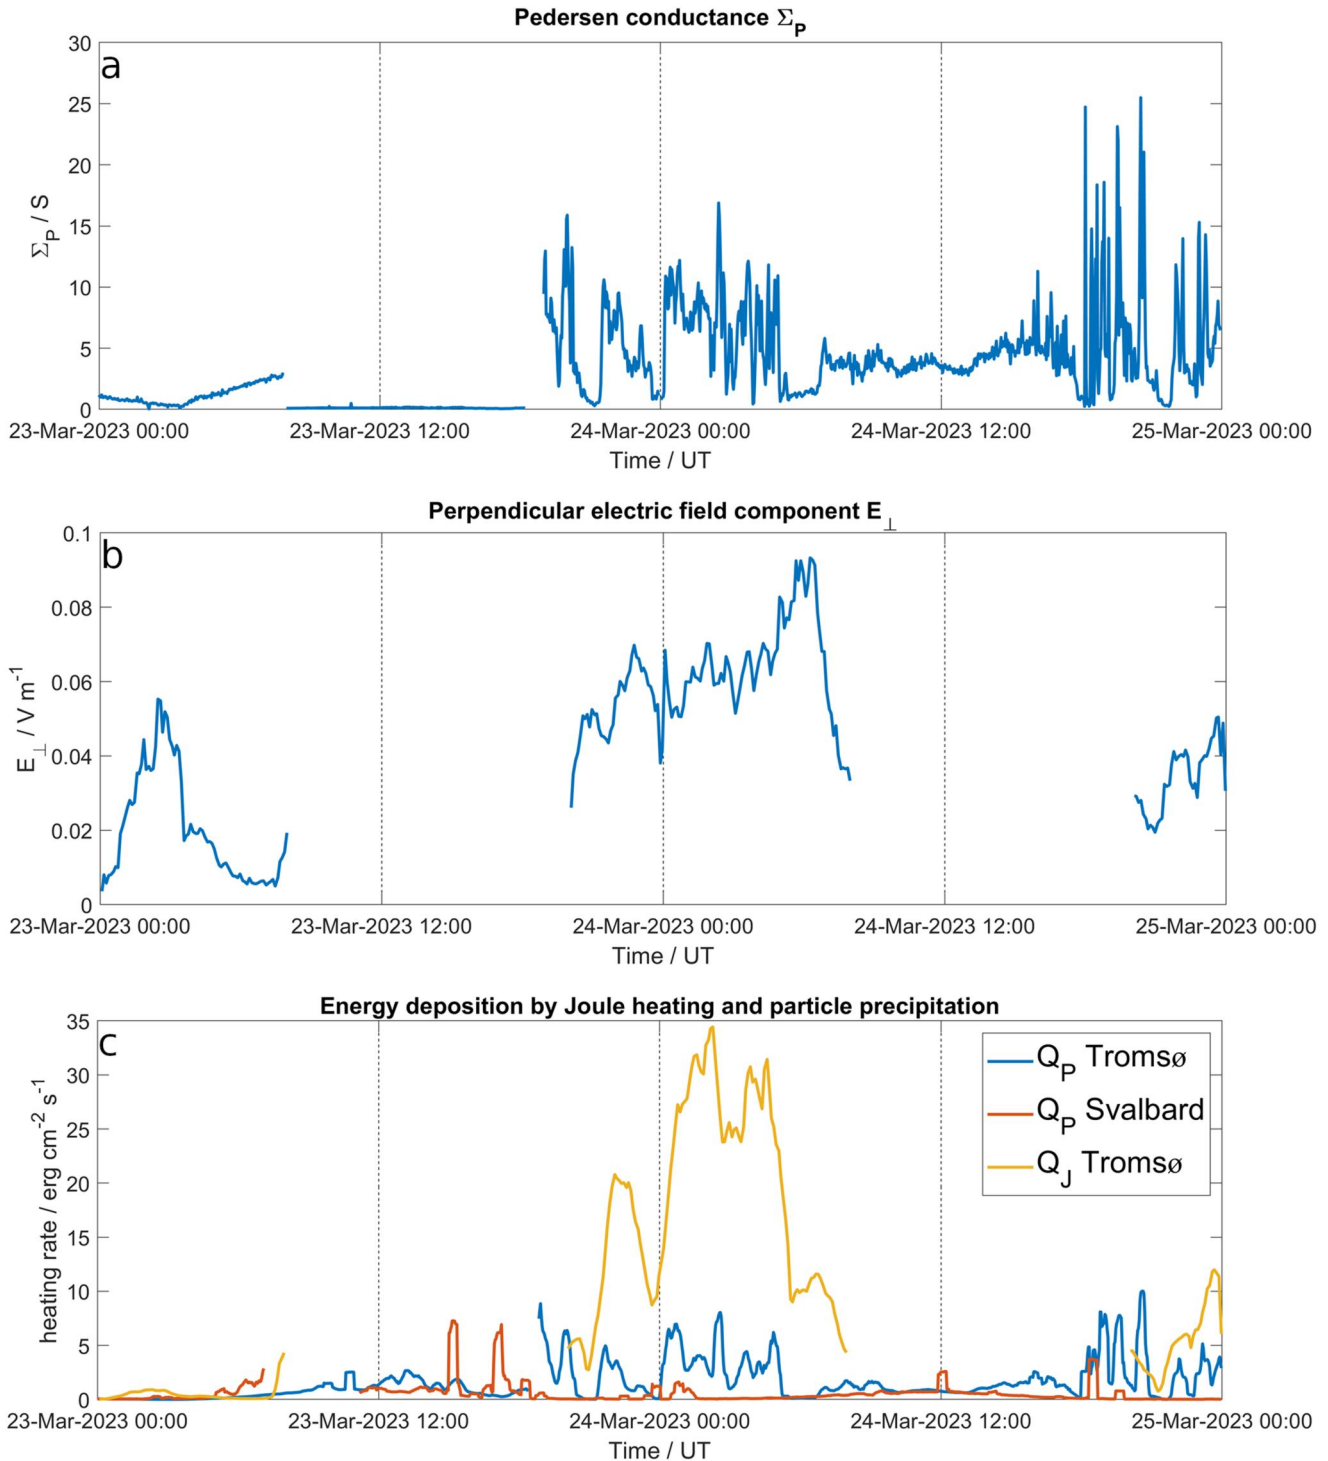 Pedersen conductance Σ_P
a
30
25
20
15
10
5
0
Σ_P / S
23-Mar-2023 00:00 23-Mar-2023 12:00 24-Mar-2023 00:00 24-Mar-2023 12:00 25-Mar-2023 00:00
Time / UT
Perpendicular electric field component E_⊥
b
0.1
0.08
0.06
0.04
0.02
0
E_⊥ / V m^-1
23-Mar-2023 00:00 23-Mar-2023 12:00 24-Mar-2023 00:00 24-Mar-2023 12:00 25-Mar-2023 00:00
Time / UT
Energy deposition by Joule heating and particle precipitation
c
35
30
25
20
15
10
5
0
heating rate / erg cm^-2 s^-1
Q_P Tromsø
Q_P Svalbard
Q_J Tromsø
23-Mar-2023 00:00 23-Mar-2023 12:00 24-Mar-2023 00:00 24-Mar-2023 12:00 25-Mar-2023 00:00
Time / UT